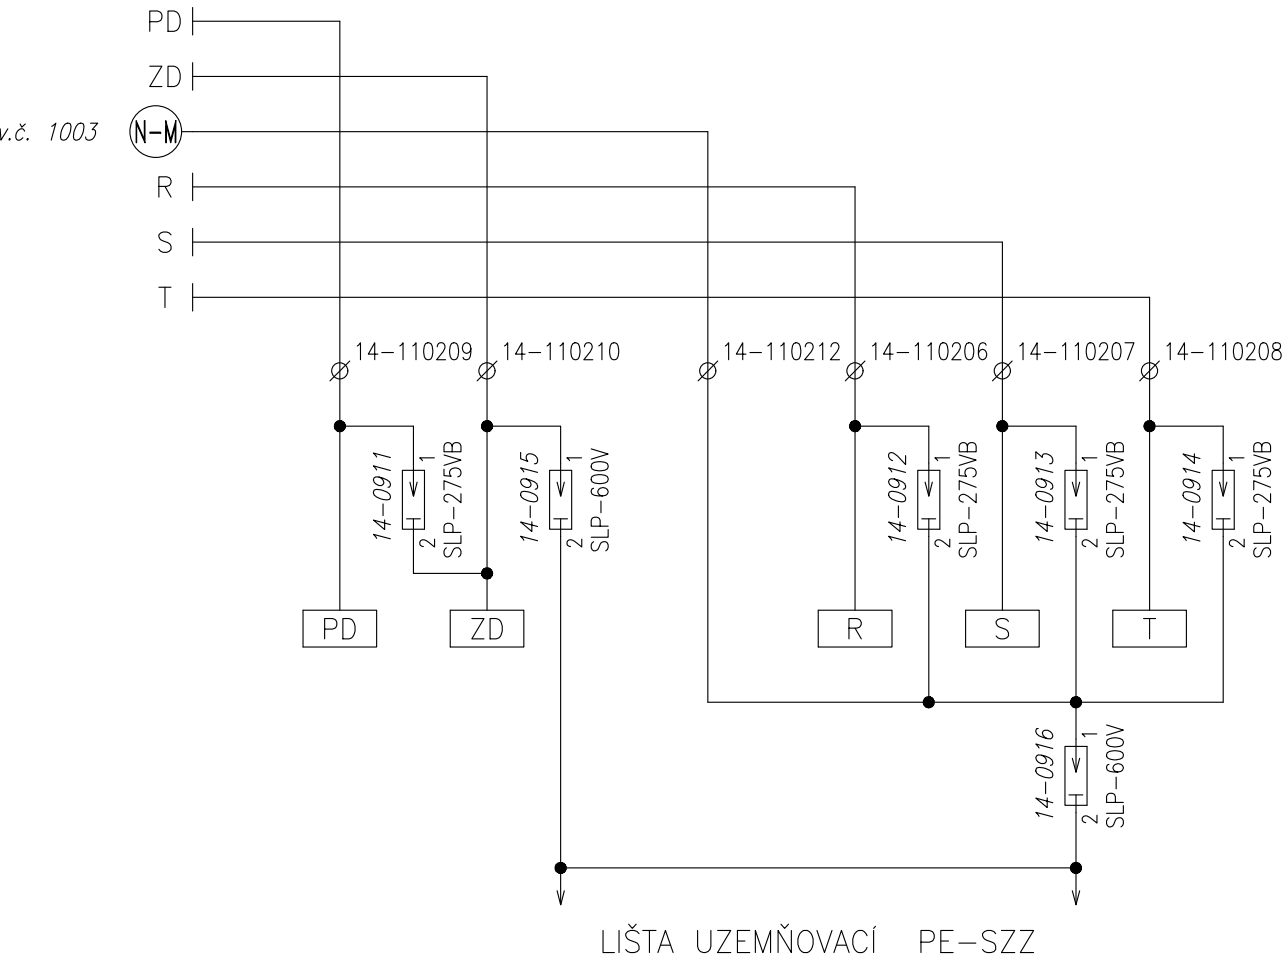 PD
ZD
v.č. 1003 N-M
R
S
T
14-110209 14-110210 14-110212 14-110206 14-110207 14-110208
14-0911 1 2 SLP-275VB
14-0915 1 2 SLP-600V
14-0912 1 2 SLP-275VB
14-0913 1 2 SLP-275VB
14-0914 1 2 SLP-275VB
PD ZD R S T
14-0916 1 2 SLP-600V
LIŠTA UZEMŇOVACÍ PE-SZZ